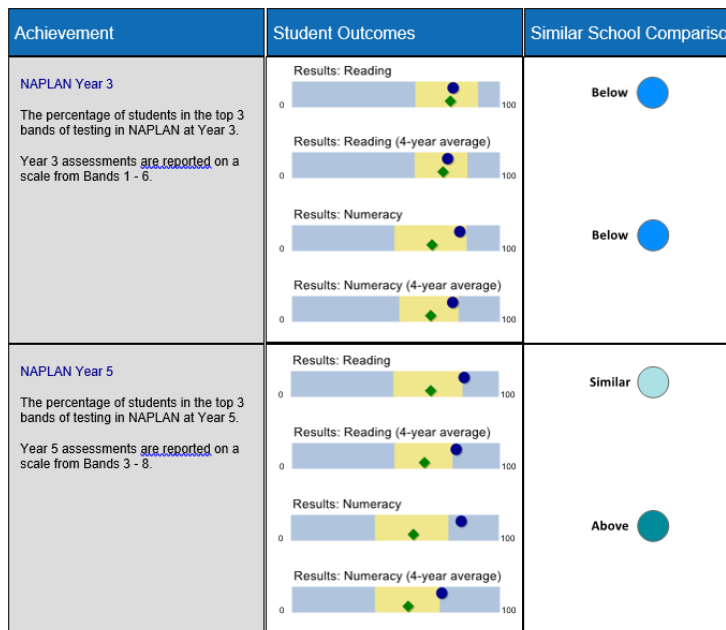 Achievement
Student Outcomes
Similar School Compariso
NAPLAN Year 3
The percentage of students in the top 3
bands of testing in NAPLAN at Year 3.
Year 3 assessments are reported on a
scale from Bands 1 - 6.
Results: Reading
0
100
Results: Reading (4-year average)
0
100
Results: Numeracy
0
100
Results: Numeracy (4-year average)
0
100
Below
Below
NAPLAN Year 5
The percentage of students in the top 3
bands of testing in NAPLAN at Year 5.
Year 5 assessments are reported on a
scale from Bands 3 - 8.
Results: Reading
0
100
Results: Reading (4-year average)
0
100
Results: Numeracy
0
100
Results: Numeracy (4-year average)
0
100
Similar
Above